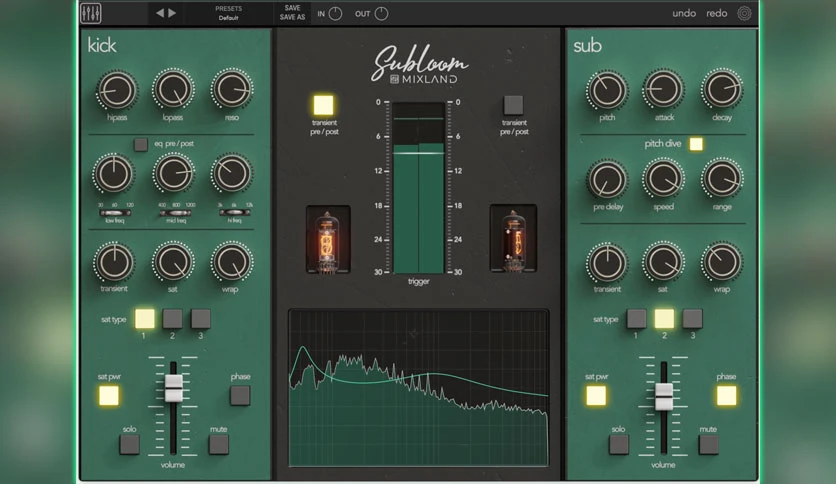 PRESETS
Default
SAVE
SAVE AS
IN
OUT
undo
redo
kick
hipass
lopass
reso
eq pre/post
30 60 120
400 800 1200
3k 6k 12k
low freq
mid freq
hi freq
transient
sat
wrap
sat type
1
2
3
sat pwr
phase
solo
mute
volume
Subloom
MIXLAND
transient
pre / post
transient
pre / post
0 0
6 6
12 12
18 18
24 24
30 30
trigger
sub
pitch
attack
decay
pitch dive
pre delay
speed
range
transient
sat
wrap
sat type
1
2
3
sat pwr
phase
solo
mute
volume